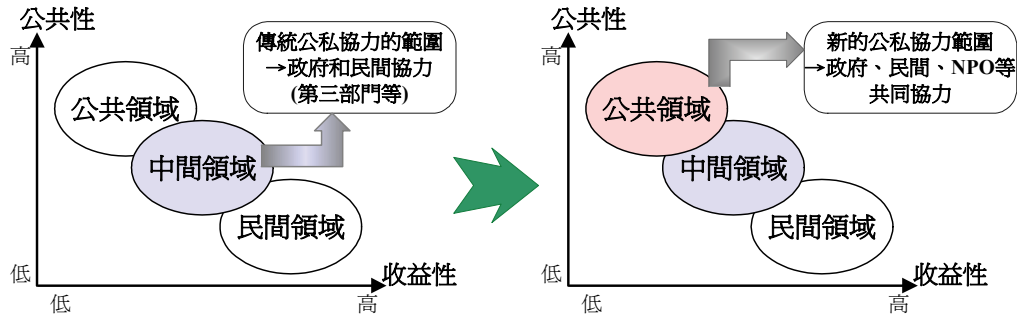 公共性
高
傳統公私協力的範圍
→政府和民間協力
(第三部門等)
公共領域
中間領域
民間領域
低
收益性
低
高
公共性
高
新的公私協力範圍
→政府、民間、NPO等
共同協力
公共領域
中間領域
民間領域
低
收益性
低
高